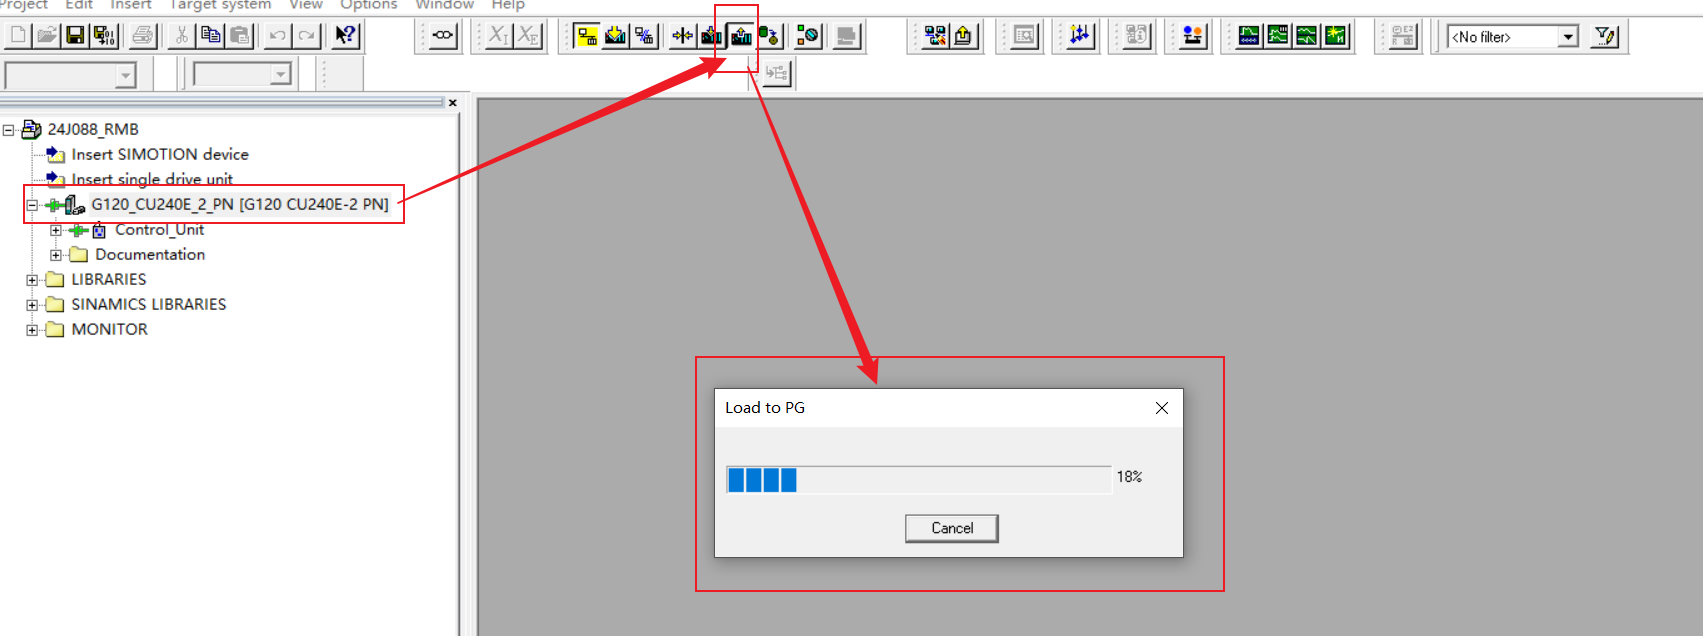 Project Edit Insert Target system View Options Window Help
<No filter>
24J088_RMB
Insert SIMOTION device
Insert single drive unit
G120_CU240E_2_PN [G120 CU240E-2 PN]
Control_Unit
Documentation
LIBRARIES
SINAMICS LIBRARIES
MONITOR
Load to PG
18%
Cancel